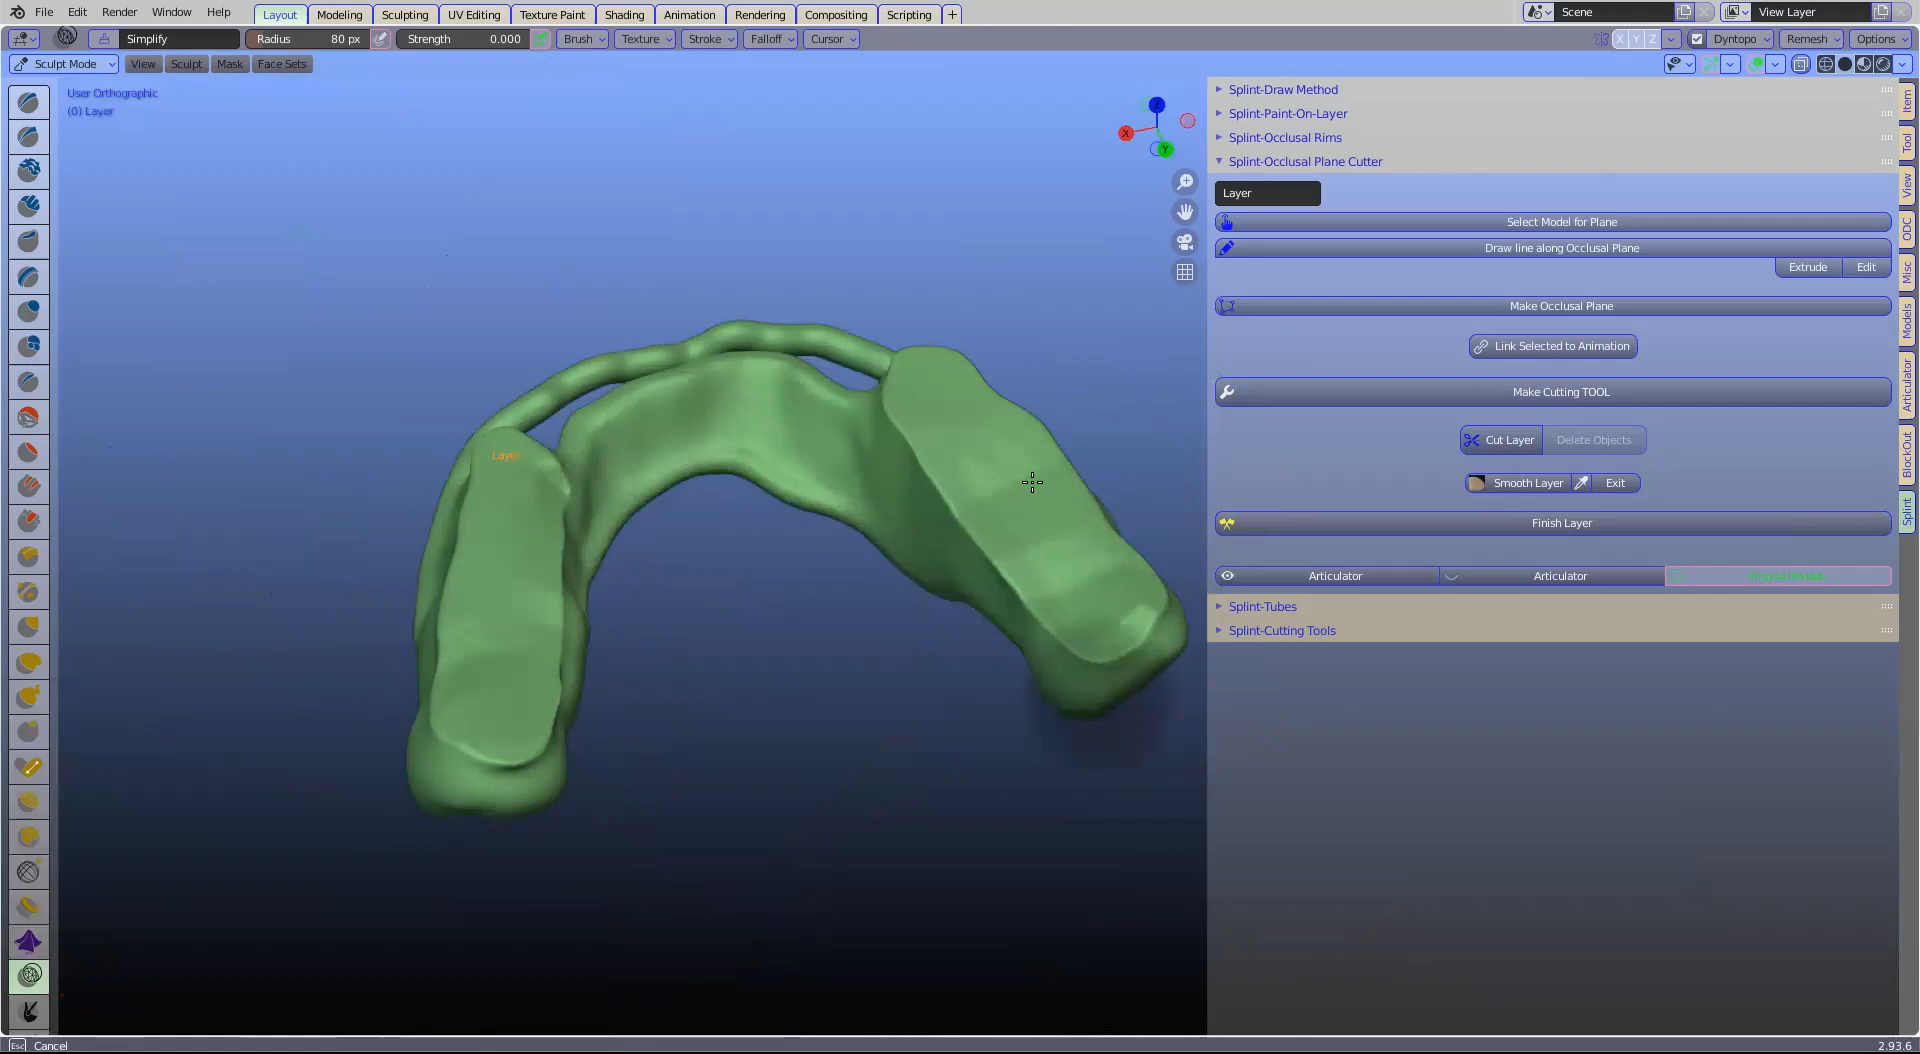 File Edit Render Window Help Layout Modeling Sculpting UV Editing Texture Paint Shading Animation Rendering Compositing Scripting + Scene View Layer
Simplify Radius 80 px Strength 0.000 Brush Texture Stroke Falloff Cursor X Y Z Dyntopo Remesh Options
Sculpt Mode View Sculpt Mask Face Sets
User Orthographic
(0) Layer
Z
X
Y
Layer
Splint-Draw Method
Splint-Paint-On-Layer
Splint-Occlusal Rims
Splint-Occlusal Plane Cutter
Layer
Select Model for Plane
Draw line along Occlusal Plane
Extrude Edit
Make Occlusal Plane
Link Selected to Animation
Make Cutting TOOL
Cut Layer Delete Objects
Smooth Layer Exit
Finish Layer
Articulator Articulator
Splint-Tubes
Splint-Cutting Tools
Item
Tool
View
ODC
Misc
Models
Articulator
BlockOut
Splint
Esc Cancel 2.93.6